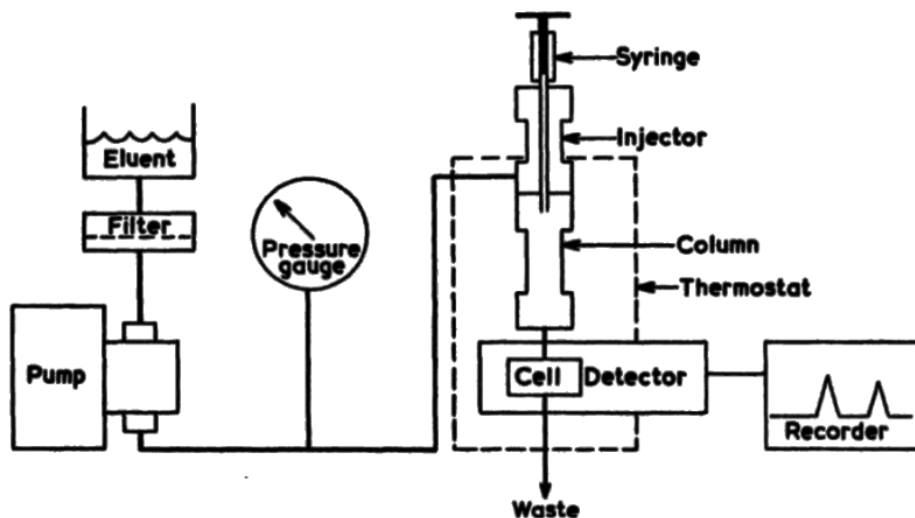 Syringe
Injector
Eluent
Filter
Pressure
gauge
Column
Thermostat
Pump
Cell
Detector
Recorder
Waste